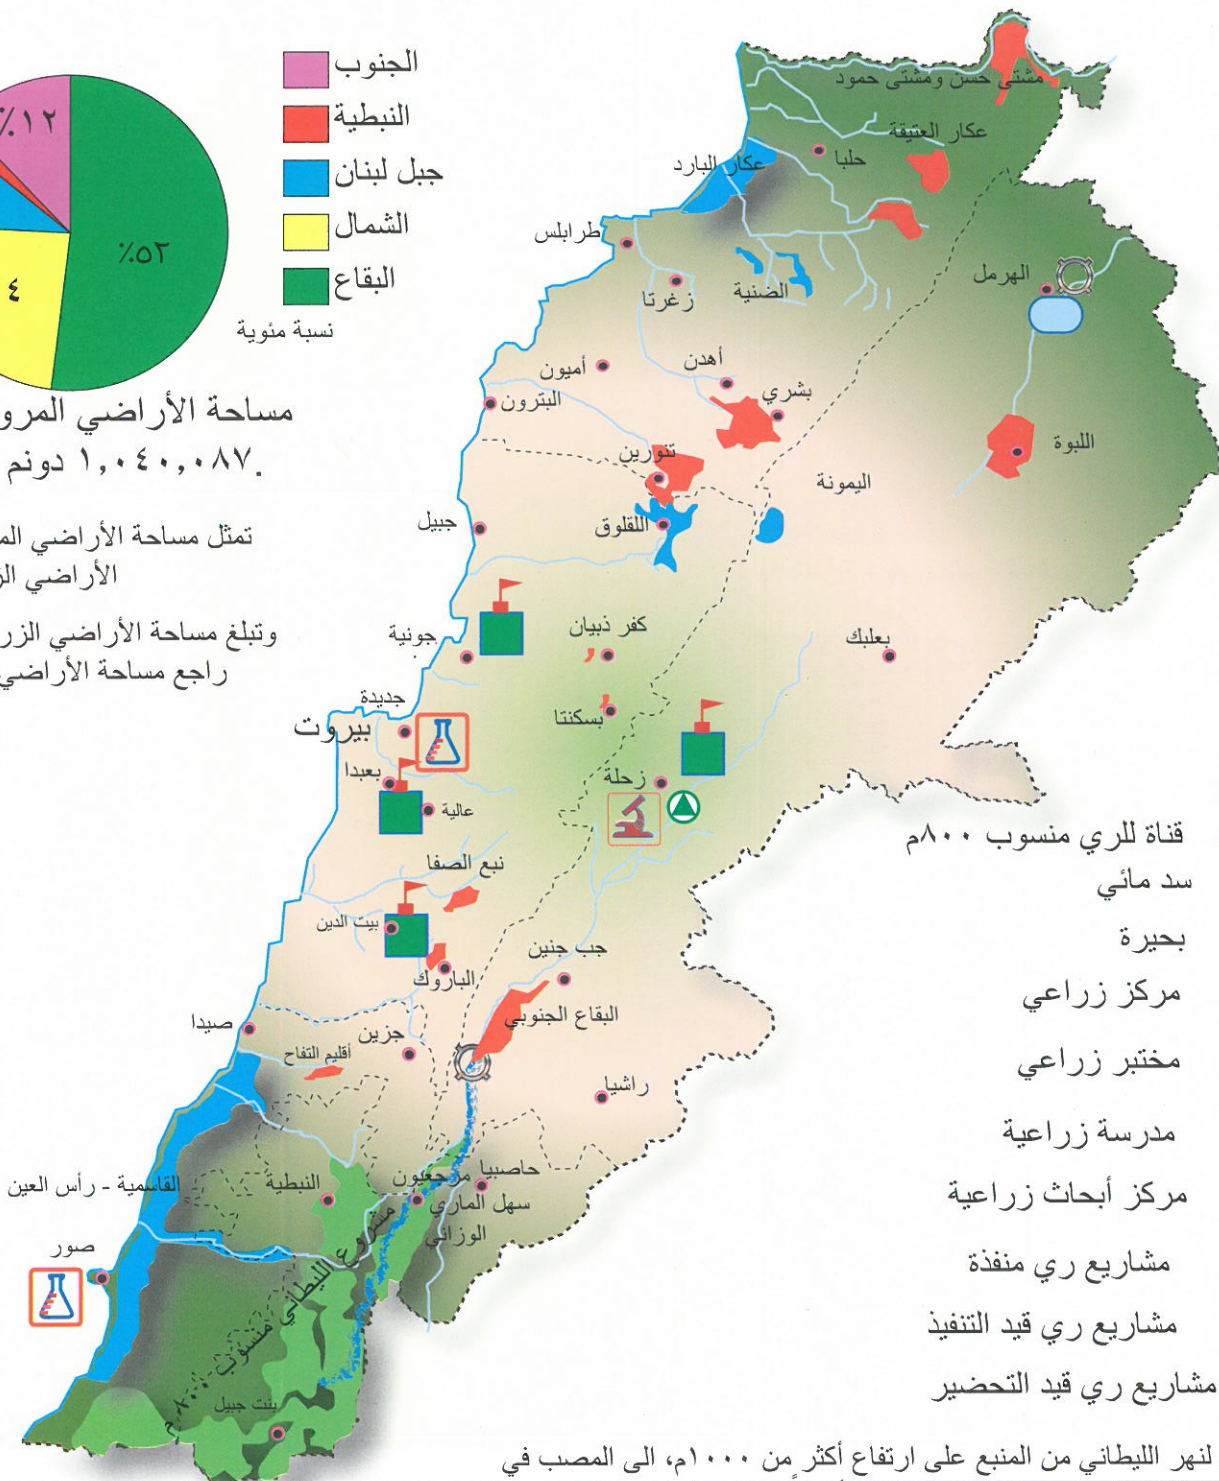 الجنوب
النبطية
جبل لبنان
الشمال
البقاع
نسبة مئوية
٪١٢
٪٥٢
٤
مساحة الأراضي المرو
١,٠٤٠,٠٨٧ دونم.
تمثل مساحة الأراضي الم
الأراضي الز
وتبلغ مساحة الأراضي الزر
راجع مساحة الأراضي
مشتى حسن ومشتى حمود
عكار العتيقة
حلبا
عكار البارد
طرابلس
الهرمل
الضنية
زغرتا
أهدن
أميون
بشري
البترون
اللبوة
تنورين
اليمونة
اللقلوق
جبيل
كفر ذبيان
بعلبك
جونية
جديدة
بسكنتا
بيروت
بعبدا
زحلة
عالية
نبع الصفا
بيت الدين
جب جنين
الباروك
البقاع الجنوبي
صيدا
جزين
أقليم التفاح
راشيا
حاصبيا
مرجعيون
النبطية
القاسمية - رأس العين
سهل الماري
الوزاني
صور
مشروع الليطاني منسوب ٨٠٠ م
بنت جبيل
قناة للري منسوب ٨٠٠م
سد مائي
بحيرة
مركز زراعي
مختبر زراعي
مدرسة زراعية
مركز أبحاث زراعية
مشاريع ري منفذة
مشاريع ري قيد التنفيذ
مشاريع ري قيد التحضير
لنهر الليطاني من المنبع على ارتفاع أكثر من ١٠٠٠م، الى المصب في